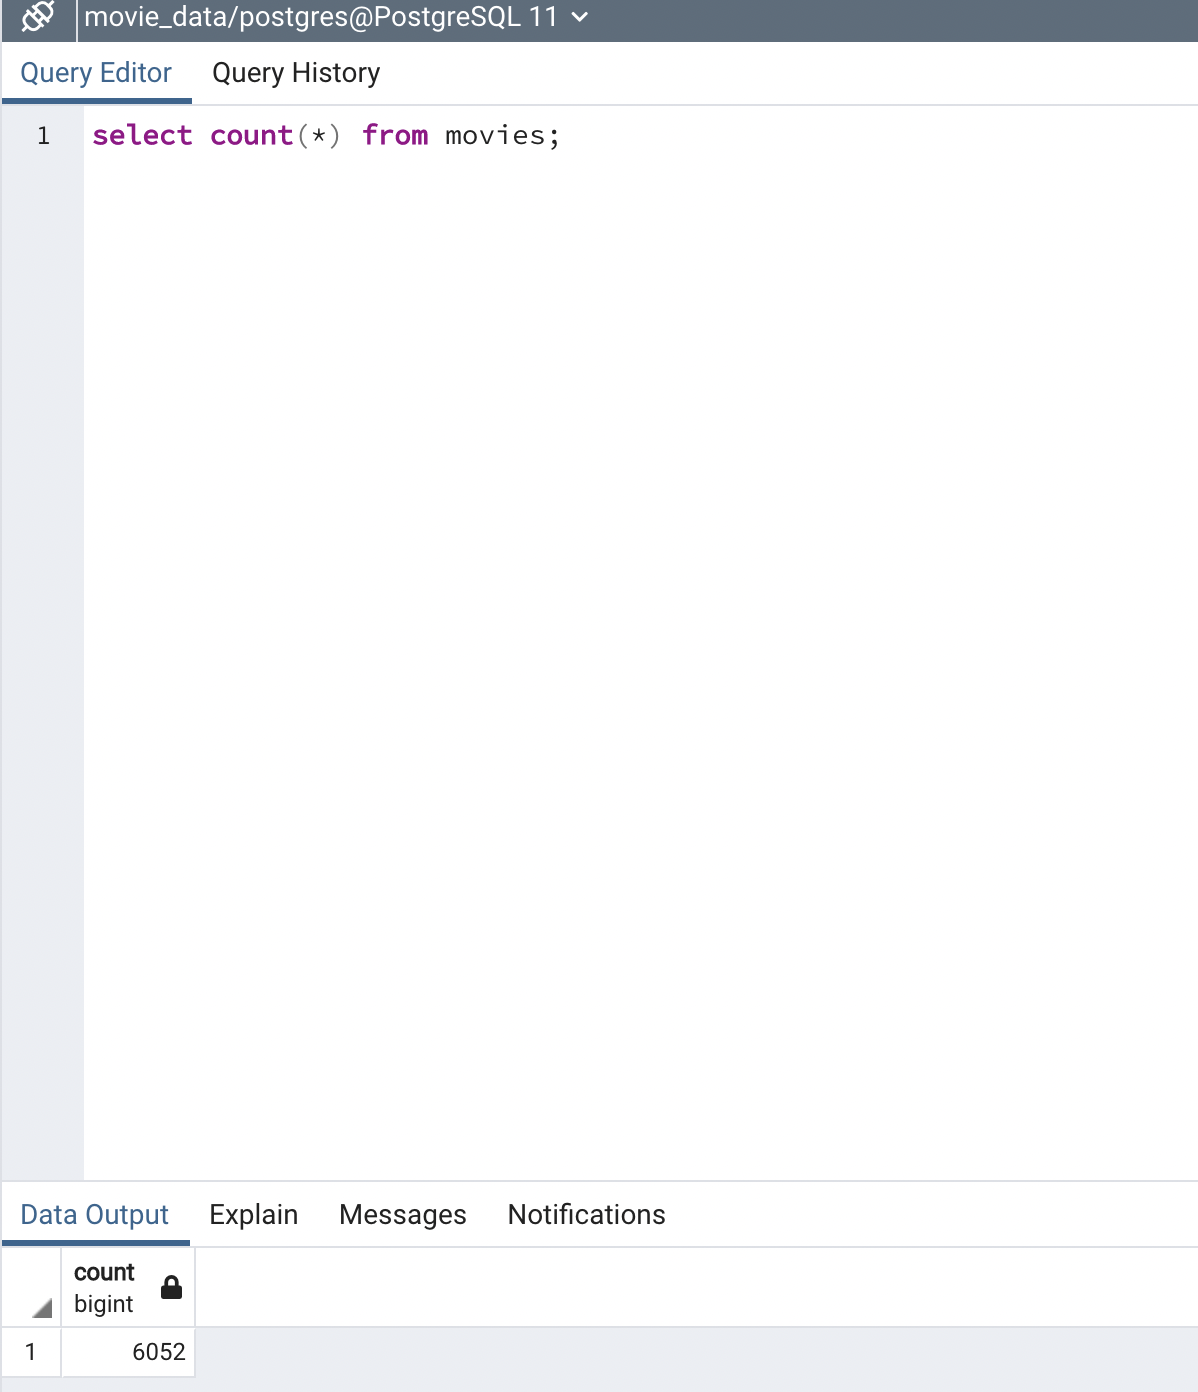 movie_data/postgres@PostgreSQL 11
Query Editor Query History
1 select count(*) from movies;
Data Output Explain Messages Notifications
count
bigint
1 6052